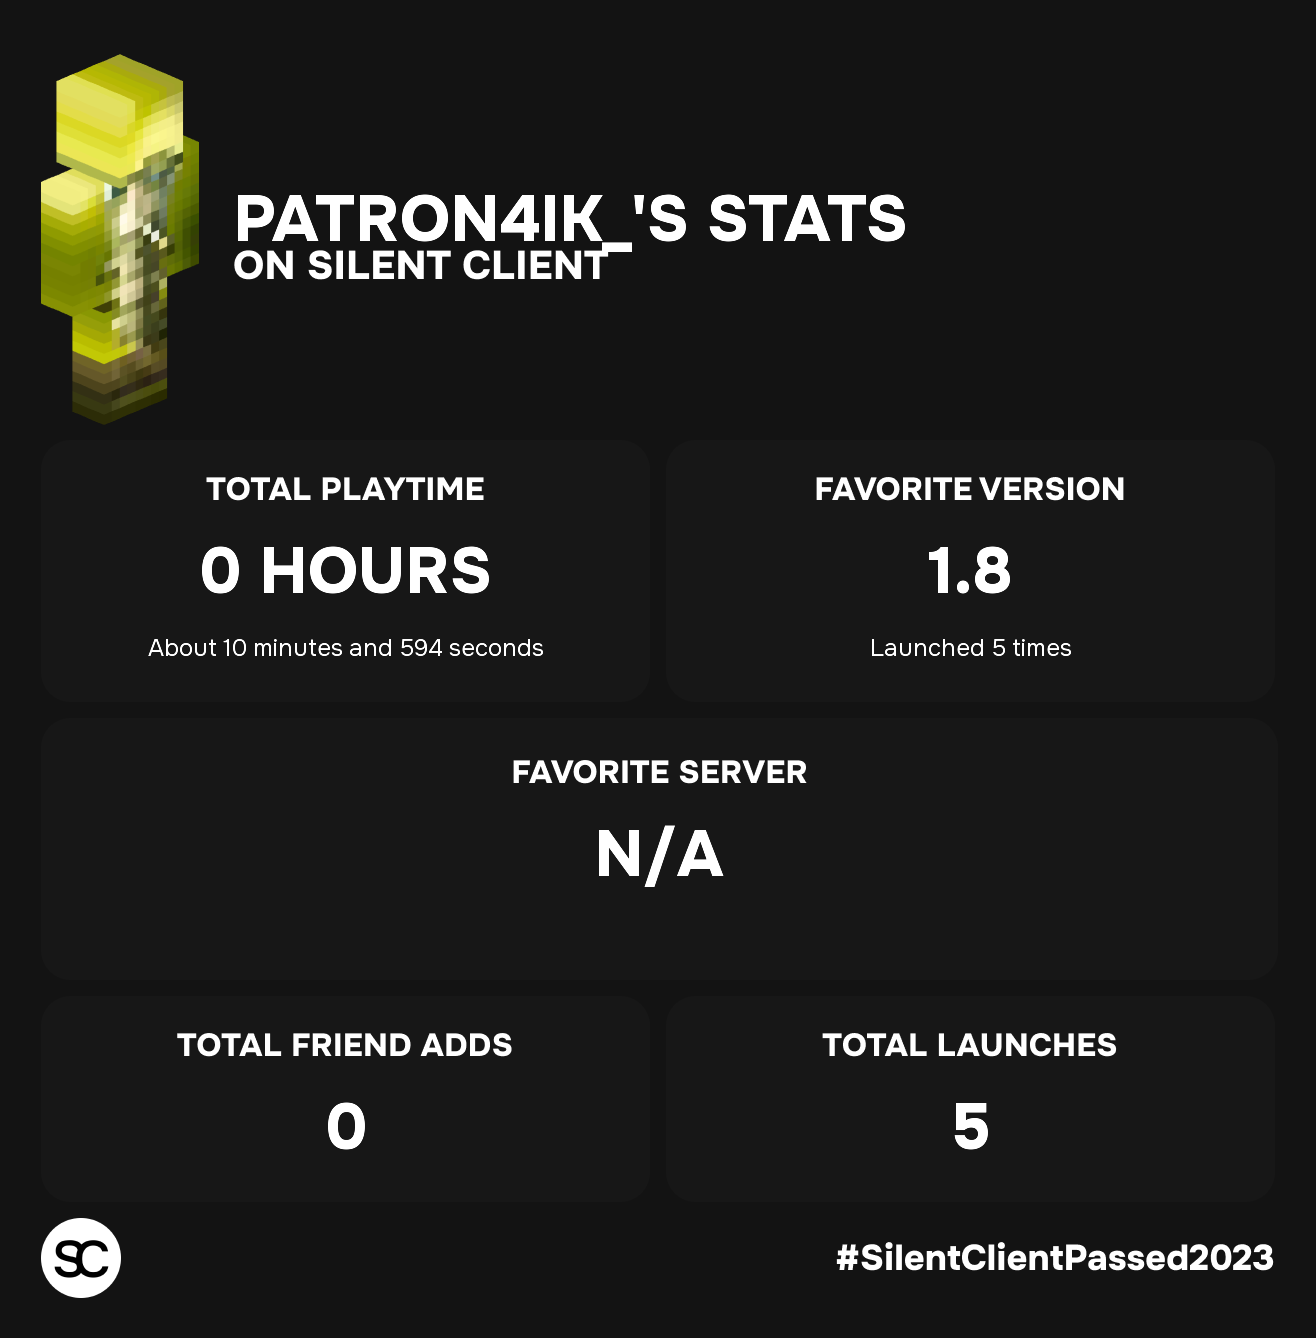 PATRON4IK_'S STATS
ON SILENT CLIENT
TOTAL PLAYTIME
0 HOURS
About 10 minutes and 594 seconds
FAVORITE VERSION
1.8
Launched 5 times
FAVORITE SERVER
N/A
TOTAL FRIEND ADDS
0
TOTAL LAUNCHES
5
SC
#SilentClientPassed2023